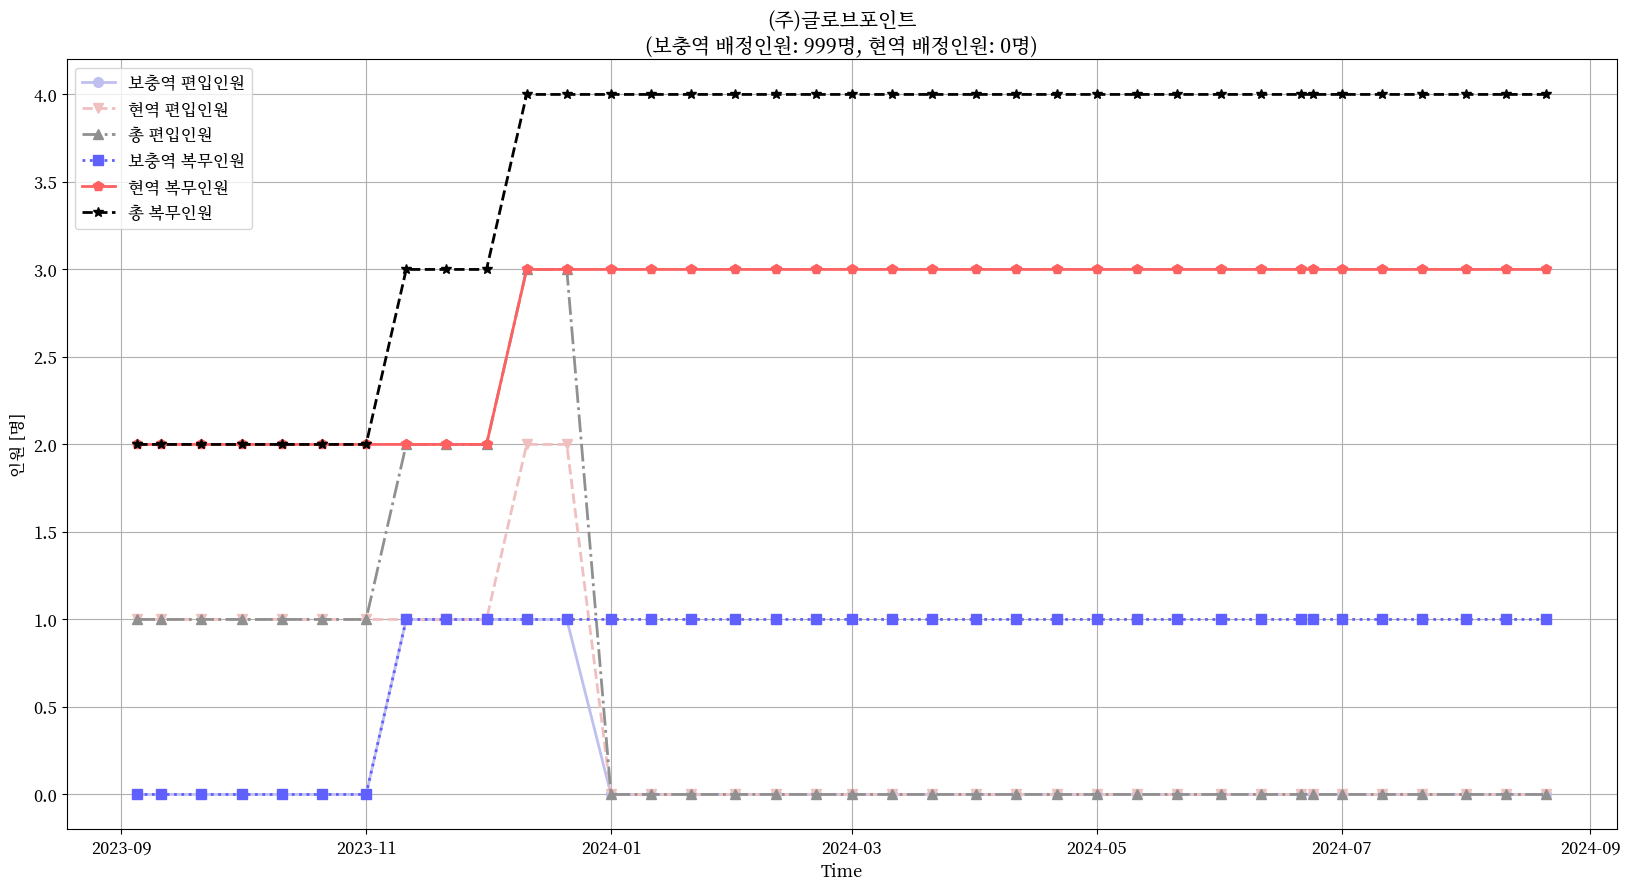 (주)글로브포인트
(보충역 배정인원: 999명, 현역 배정인원: 0명)
보충역 편입인원
현역 편입인원
총 편입인원
보충역 복무인원
현역 복무인원
총 복무인원
인원 [명]
4.0
3.5
3.0
2.5
2.0
1.5
1.0
0.5
0.0
2023-09
2023-11
2024-01
2024-03
2024-05
2024-07
2024-09
Time